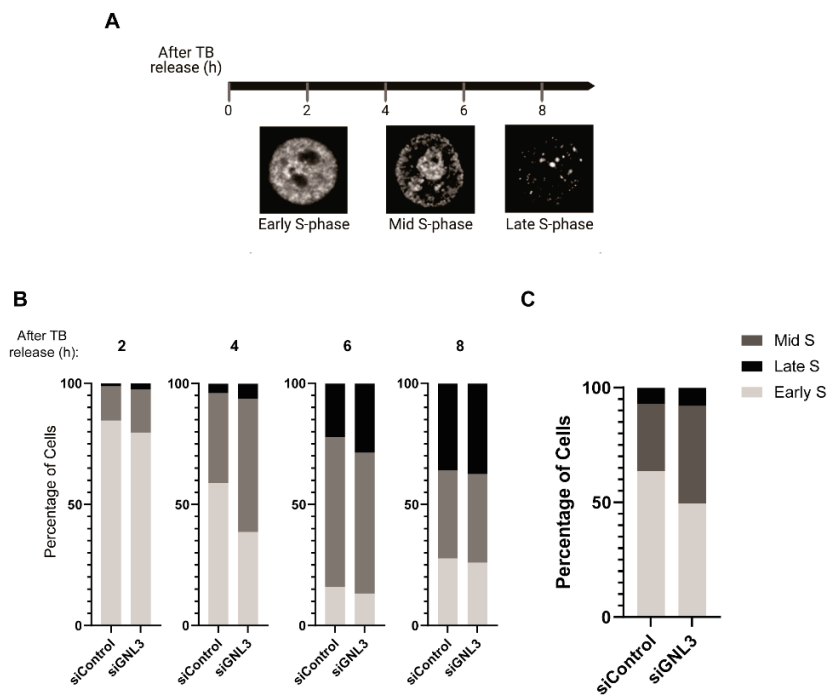 A
After TB
release (h)
0 2 4 6 8
Early S-phase Mid S-phase Late S-phase
B
After TB
release (h):
2 4 6 8
Percentage of Cells
100 100 100 100
50 50 50 50
0 0 0 0
siControl siGNL3 siControl siGNL3 siControl siGNL3 siControl siGNL3
C
Mid S
Late S
Early S
Percentage of Cells
100
50
0
siControl siGNL3